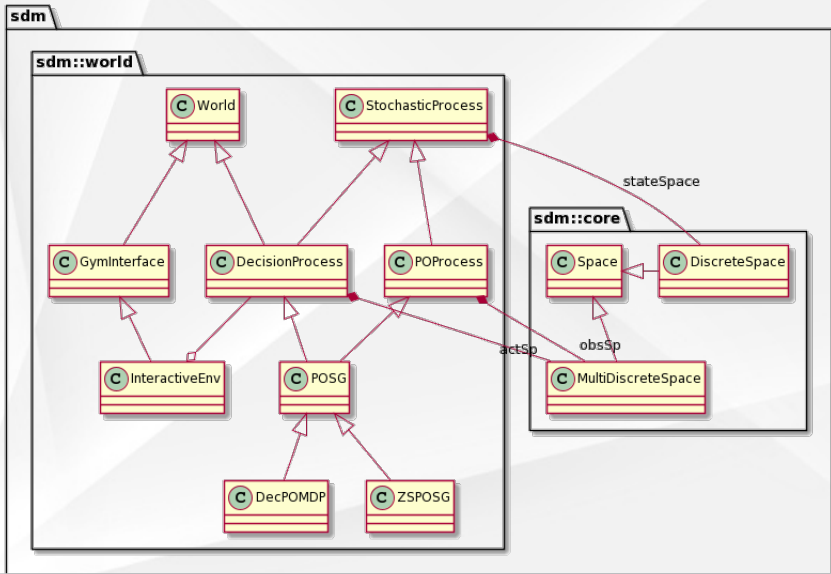 sdm
sdm::world
C World
C StochasticProcess
stateSpace
sdm::core
C GymInterface
C DecisionProcess
C POProcess
C Space
C DiscreteSpace
actSp
obsSp
C InteractiveEnv
C POSG
C MultiDiscreteSpace
C DecPOMDP
C ZSPOSG